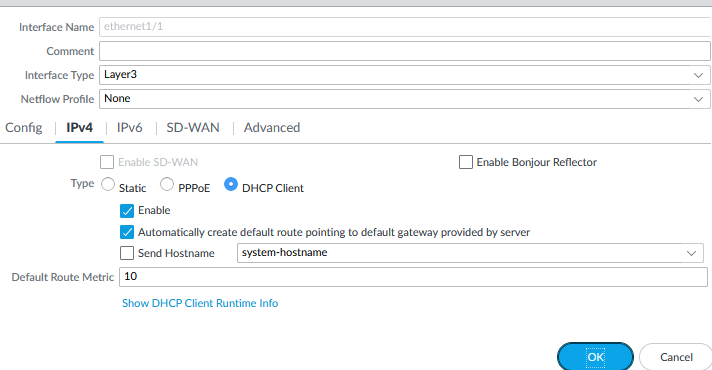 Interface Name ethernet1/1
Comment
Interface Type Layer3
Netflow Profile None
Config IPv4 IPv6 SD-WAN Advanced
Enable SD-WAN Enable Bonjour Reflector
Type Static PPPoE DHCP Client
Enable
Automatically create default route pointing to default gateway provided by server
Send Hostname system-hostname
Default Route Metric 10
Show DHCP Client Runtime Info
OK Cancel